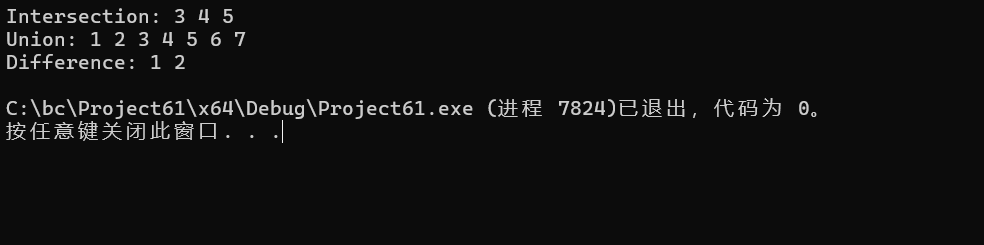 Intersection: 3 4 5
Union: 1 2 3 4 5 6 7
Difference: 1 2
C:\bc\Project61\x64\Debug\Project61.exe (进程 7824)已退出，代码为 0。
按任意键关闭此窗口. . .